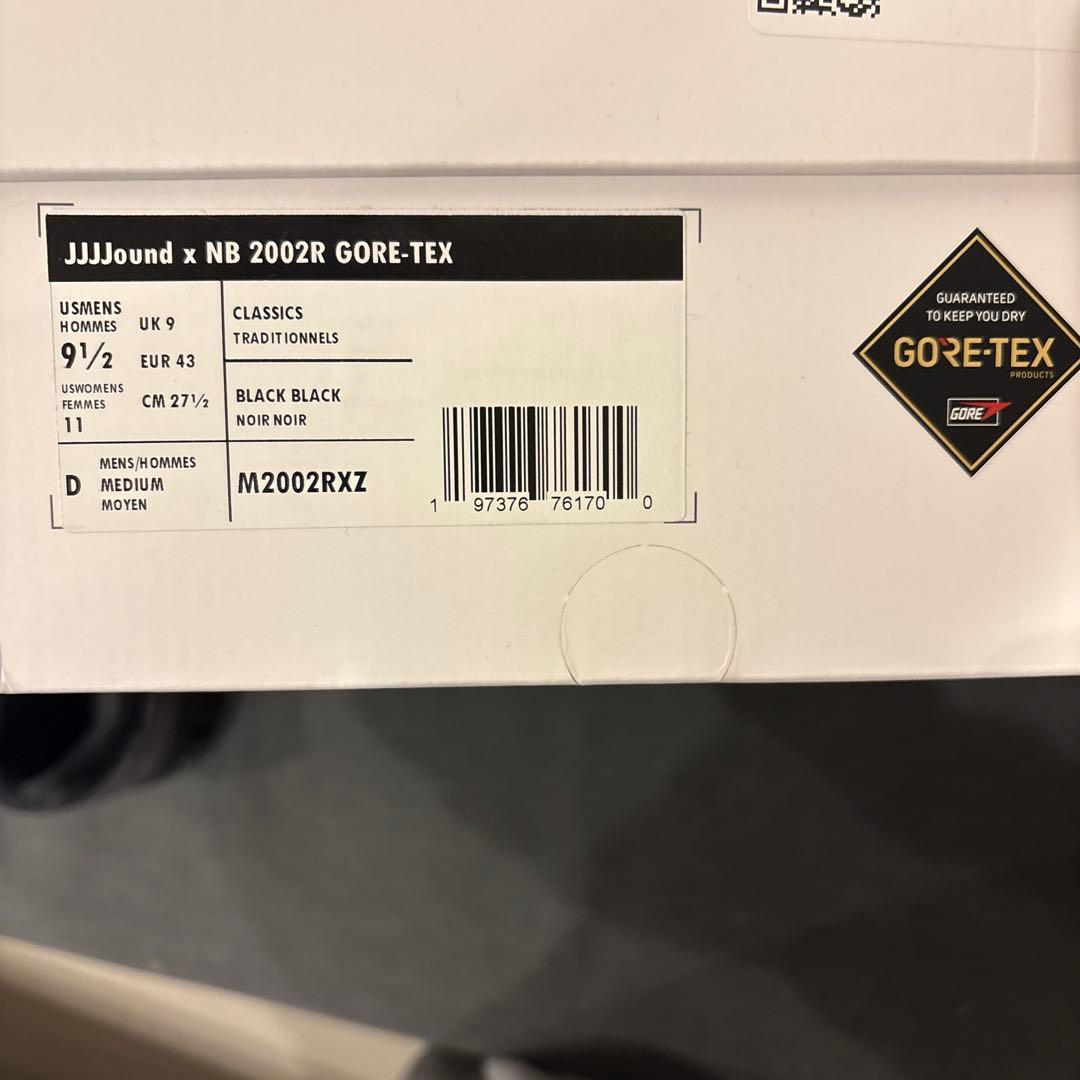 JJJJound x NB 2002R GORE-TEX
USMENS
HOMMES
9½
USWOMENS
FEMMES
11
UK 9
EUR 43
CM 27½
CLASSICS
TRADITIONNELS
BLACK BLACK
NOIR NOIR
D
MENS/HOMMES
MEDIUM
MOYEN
M2002RXZ
1 97376 76170 0
GUARANTEED
TO KEEP YOU DRY
GORE-TEX
PRODUCTS
GORE